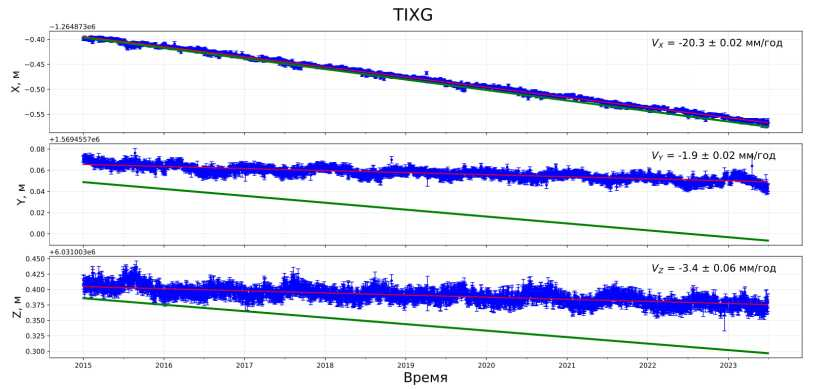 TIXG
−1.264873e6
−0.40
−0.45
−0.50
−0.55
X, м
V_X = -20.3 ± 0.02 мм/год
+1.5694557e6
0.08
0.06
0.04
0.02
0.00
Y, м
V_Y = -1.9 ± 0.02 мм/год
+6.031003e6
0.450
0.425
0.400
0.375
0.350
0.325
0.300
Z, м
V_Z = -3.4 ± 0.06 мм/год
2015 2016 2017 2018 2019 2020 2021 2022 2023
Время